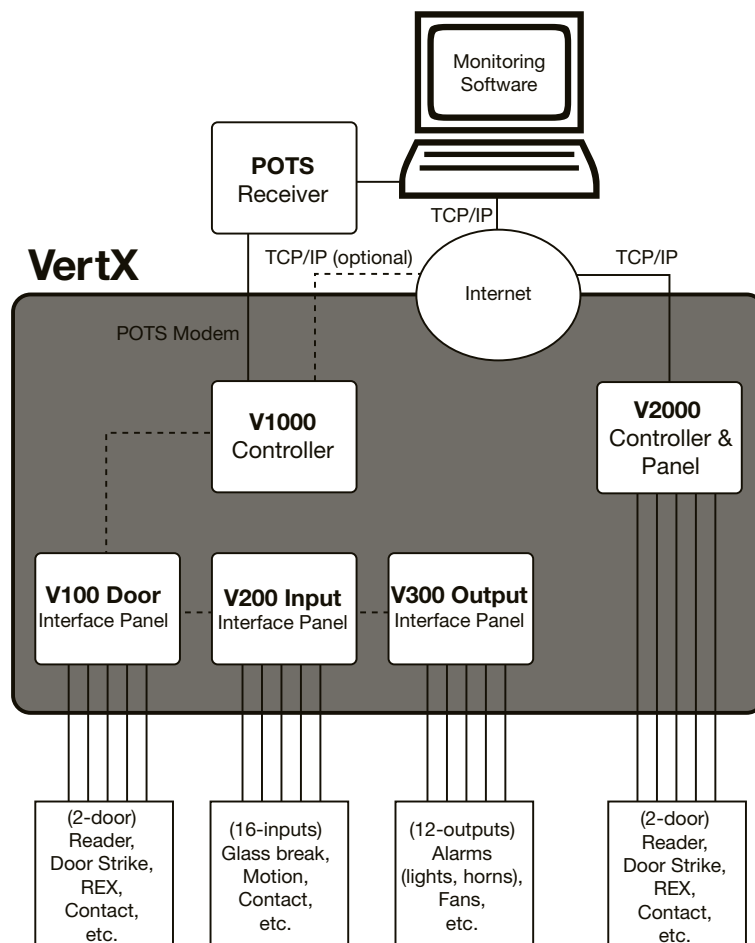 Monitoring
Software
POTS
Receiver
TCP/IP
VertX
TCP/IP (optional)
TCP/IP
Internet
POTS Modem
V1000
Controller
V2000
Controller &
Panel
V100 Door
Interface Panel
V200 Input
Interface Panel
V300 Output
Interface Panel
(2-door)
Reader,
Door Strike,
REX,
Contact,
etc.
(16-inputs)
Glass break,
Motion,
Contact,
etc.
(12-outputs)
Alarms
(lights, horns),
Fans,
etc.
(2-door)
Reader,
Door Strike,
REX,
Contact,
etc.